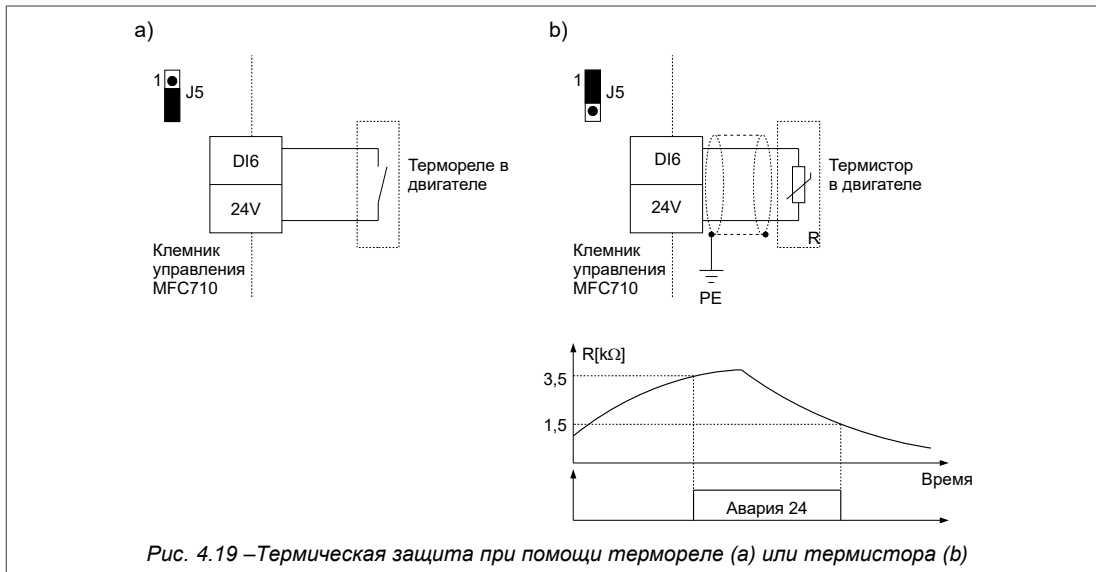 a)
1
J5
DI6
24V
Термореле в
двигателе
Клемник
управления
MFC710
b)
1
J5
DI6
24V
Термистор
в двигателе
R
Клемник
управления
MFC710
PE
R[kΩ]
3,5
1,5
Время
Авария 24
Рис. 4.19 –Термическая защита при помощи термореле (a) или термистора (b)